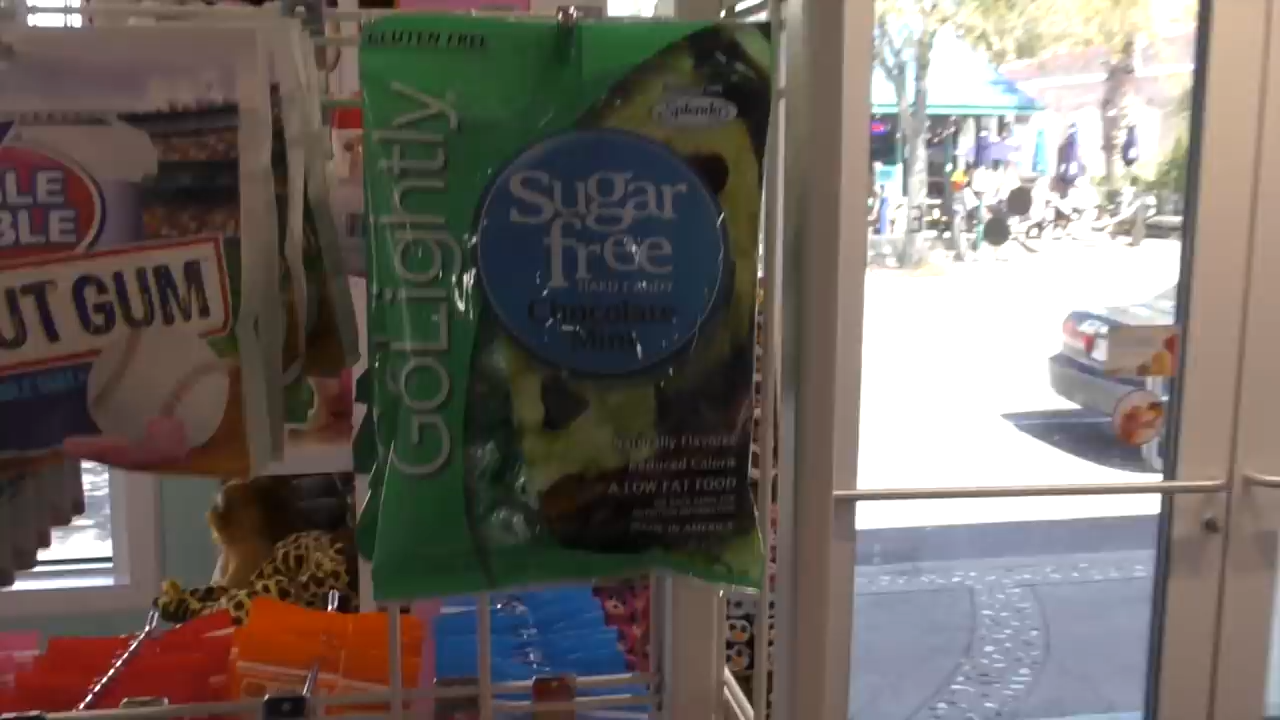 GLUTEN FREE
GoLightly
Splenda
Sugar
free
HARD CANDY
Chocolate
Mint
Naturally Flavored
Reduced Calorie
A LOW FAT FOOD
MADE IN AMERICA
BLE
BBLE
UT GUM